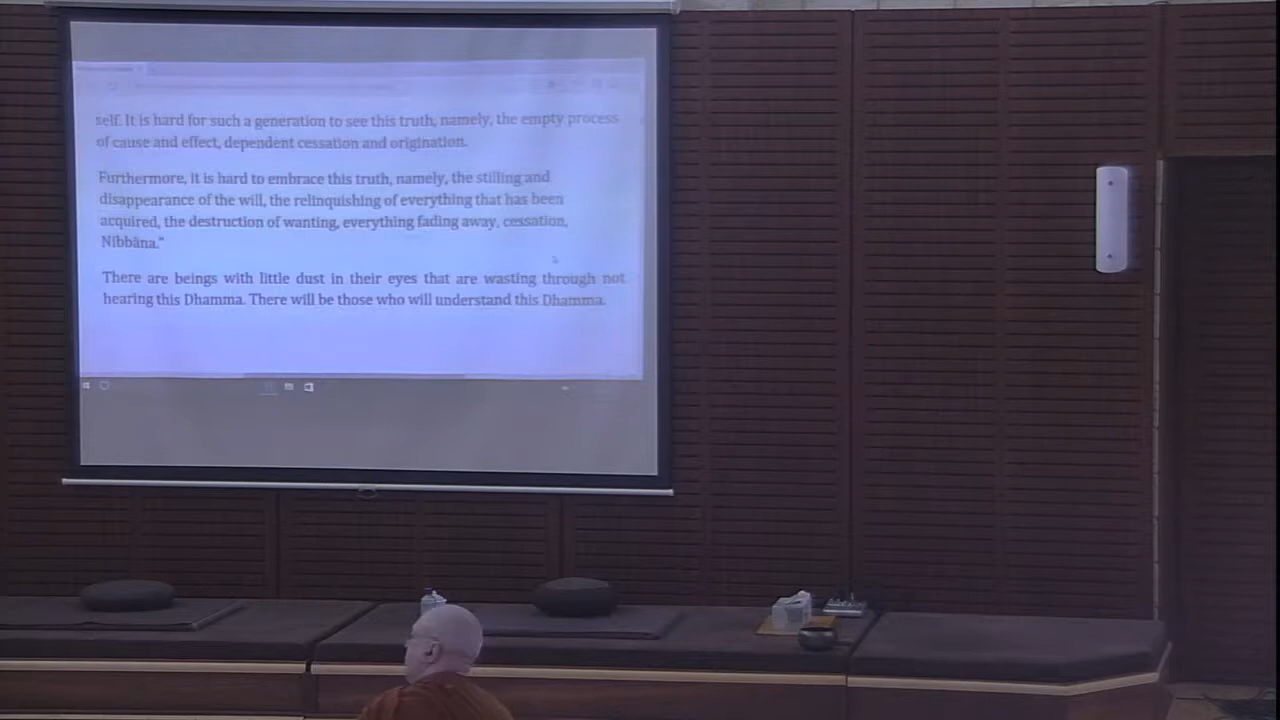 self. It is hard for such a generation to see this truth, namely, the empty process
of cause and effect, dependent cessation and origination.
Furthermore, it is hard to embrace this truth, namely, the stilling and
disappearance of the will, the relinquishing of everything that has been
acquired, the destruction of wanting, everything fading away, cessation,
Nibbāna."
There are beings with little dust in their eyes that are wasting through not
hearing this Dhamma. There will be those who will understand this Dhamma.